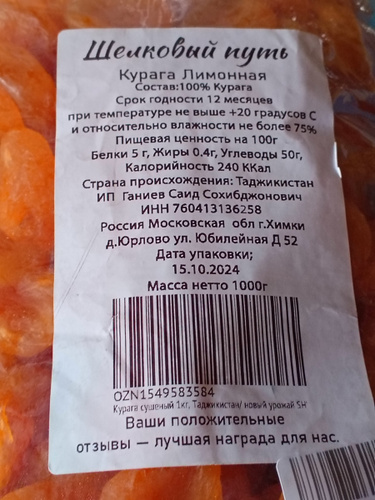 Шелковый путь
Курага Лимонная
Состав:100% Курага
Срок годности 12 месяцев
при температуре не выше +20 градусов С
и относительно влажности не более 75%
Пищевая ценность на 100г
Белки 5 г, Жиры 0.4г, Углеводы 50г,
Калорийность 240 ККал
Страна происхождения: Таджикистан
ИП Ганиев Саид Сохибджонович
ИНН 760413136258
Россия Московская обл г.Химки
д.Юрлово ул. Юбилейная Д 52
Дата упаковки;
15.10.2024
Масса нетто 1000г
OZN1549583584
Курага сушеный 1кг, Таджикистан/ новый урожай SH
Ваши положительные
отзывы — лучшая награда для нас.